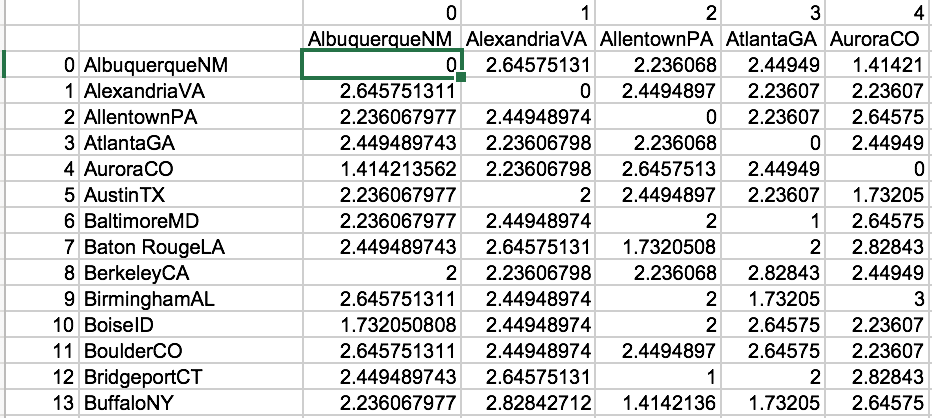 0 1 2 3 4
AlbuquerqueNM AlexandriaVA AllentownPA AtlantaGA AuroraCO
0 AlbuquerqueNM 0 2.64575131 2.236068 2.44949 1.41421
1 AlexandriaVA 2.645751311 0 2.4494897 2.23607 2.23607
2 AllentownPA 2.236067977 2.44948974 0 2.23607 2.64575
3 AtlantaGA 2.449489743 2.23606798 2.236068 0 2.44949
4 AuroraCO 1.414213562 2.23606798 2.6457513 2.44949 0
5 AustinTX 2.236067977 2 2.4494897 2.23607 1.73205
6 BaltimoreMD 2.236067977 2.44948974 2 1 2.64575
7 Baton RougeLA 2.449489743 2.64575131 1.7320508 2 2.82843
8 BerkeleyCA 2 2.23606798 2.236068 2.82843 2.44949
9 BirminghamAL 2.645751311 2.44948974 2 1.73205 3
10 BoiseID 1.732050808 2.44948974 2 2.64575 2.23607
11 BoulderCO 2.645751311 2.44948974 2.4494897 2.64575 2.23607
12 BridgeportCT 2.449489743 2.64575131 1 2 2.82843
13 BuffaloNY 2.236067977 2.82842712 1.4142136 1.73205 2.64575